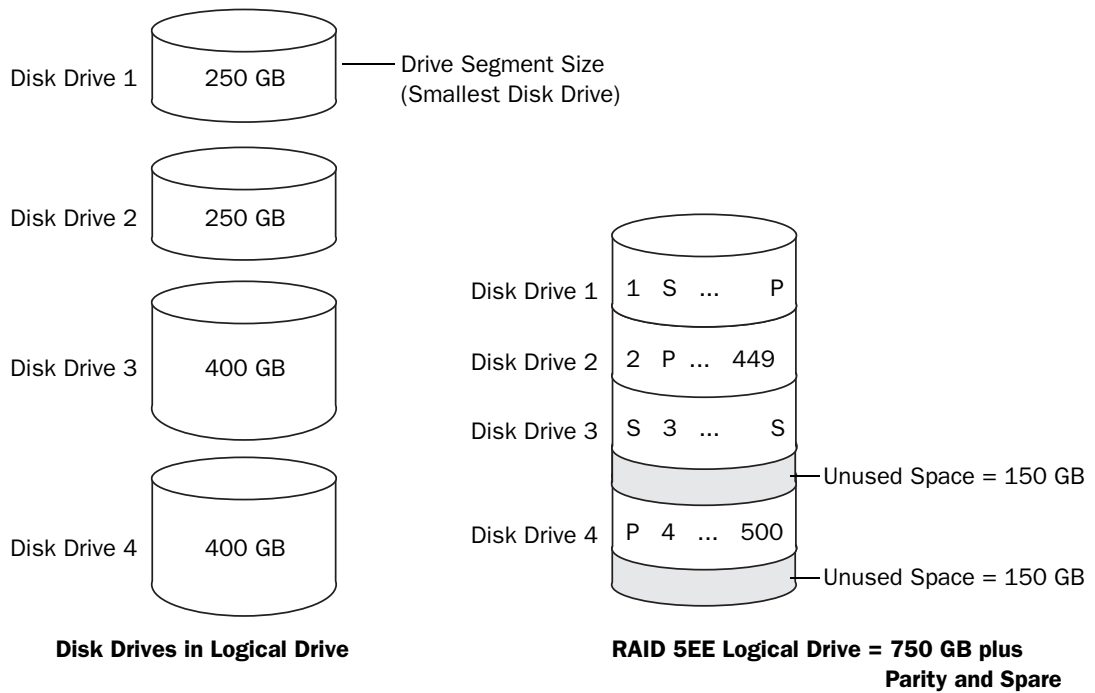 Disk Drive 1
250 GB
Drive Segment Size
(Smallest Disk Drive)
Disk Drive 2
250 GB
Disk Drive 3
400 GB
Disk Drive 4
400 GB
Disk Drives in Logical Drive
Disk Drive 1
1 S ... P
Disk Drive 2
2 P ... 449
Disk Drive 3
S 3 ... S
Unused Space = 150 GB
Disk Drive 4
P 4 ... 500
Unused Space = 150 GB
RAID 5EE Logical Drive = 750 GB plus
Parity and Spare